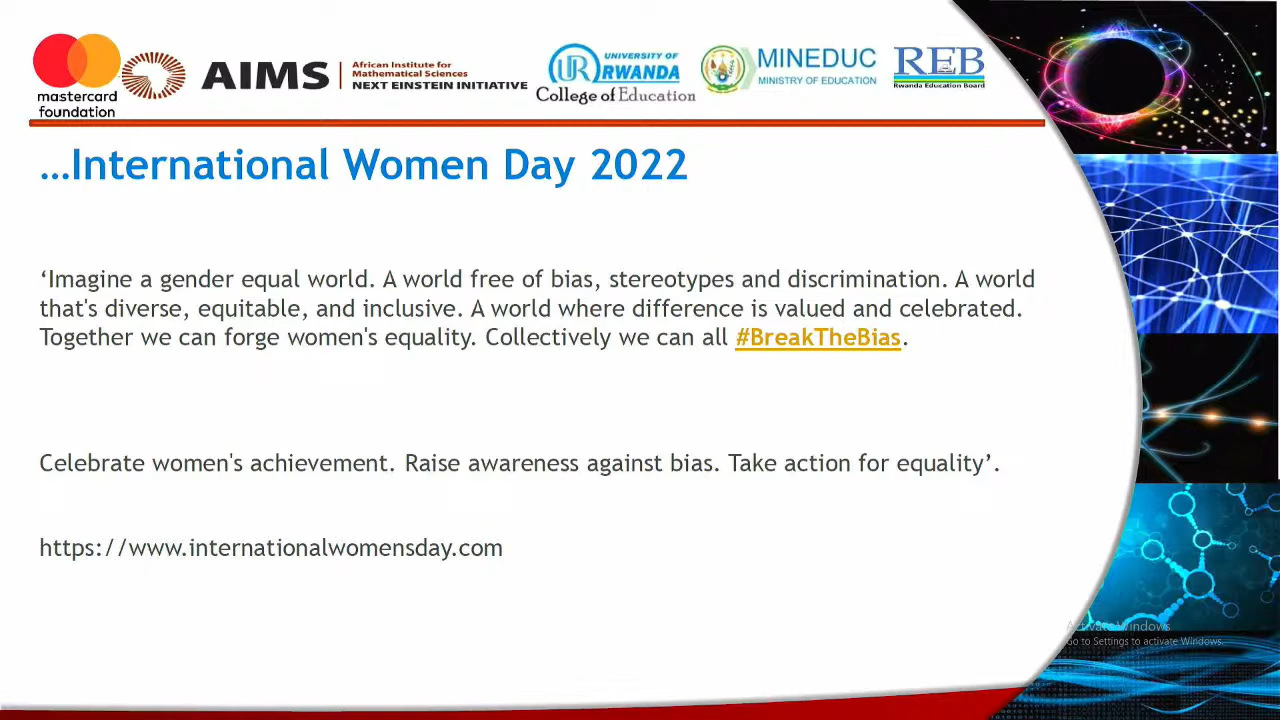 mastercard
foundation
AIMS
African Institute for
Mathematical Sciences
NEXT EINSTEIN INITIATIVE
UR
UNIVERSITY OF
RWANDA
College of Education
MINEDUC
MINISTRY OF EDUCATION
REB
Rwanda Education Board
…International Women Day 2022
‘Imagine a gender equal world. A world free of bias, stereotypes and discrimination. A world
that's diverse, equitable, and inclusive. A world where difference is valued and celebrated.
Together we can forge women's equality. Collectively we can all #BreakTheBias.
Celebrate women's achievement. Raise awareness against bias. Take action for equality’.
https://www.internationalwomensday.com
Activate Windows
Go to Settings to activate Windows.